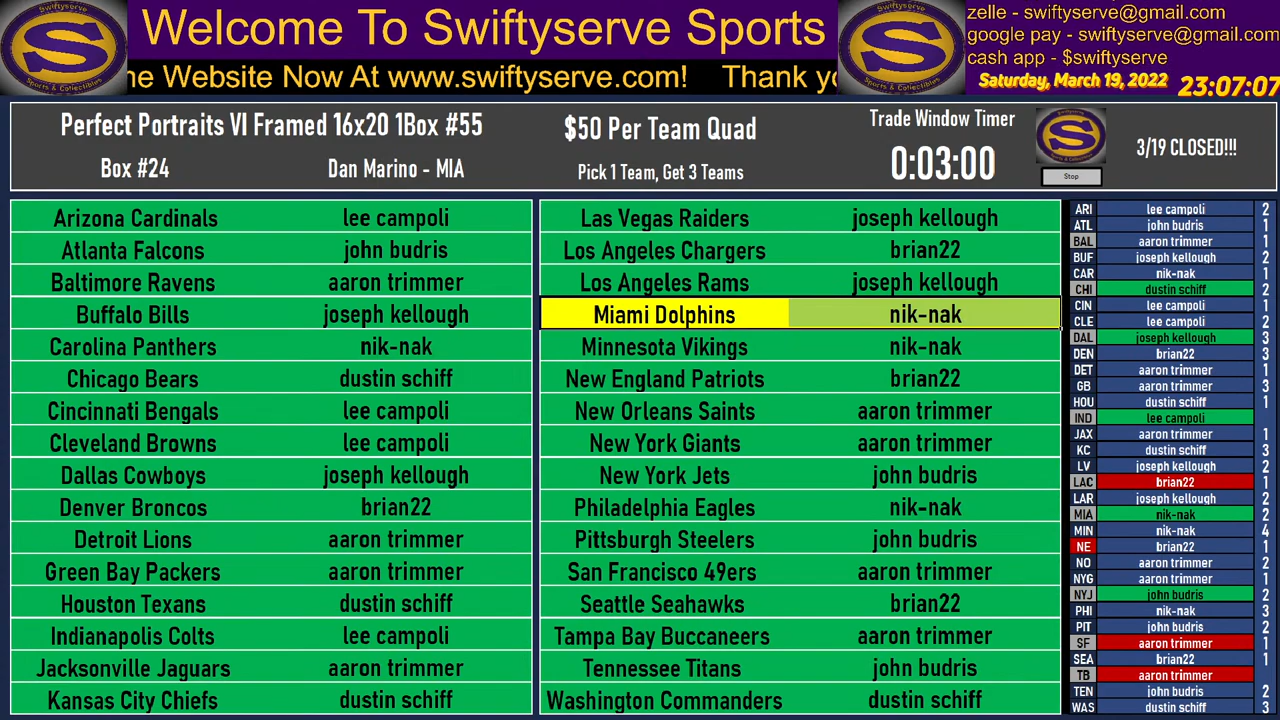 Welcome To Swiftyserve Sports
ne Website Now At www.swiftyserve.com! Thank yo
zelle - swiftyserve@gmail.com
google pay - swiftyserve@gmail.com
cash app - $swiftyserve
Saturday, March 19, 2022 23:07:07
Perfect Portraits VI Framed 16x20 1Box #55
Box #24 Dan Marino - MIA
$50 Per Team Quad
Pick 1 Team, Get 3 Teams
Trade Window Timer
0:03:00
Stop
3/19 CLOSED!!!
Arizona Cardinals lee campoli
Atlanta Falcons john budris
Baltimore Ravens aaron trimmer
Buffalo Bills joseph kellough
Carolina Panthers nik-nak
Chicago Bears dustin schiff
Cincinnati Bengals lee campoli
Cleveland Browns lee campoli
Dallas Cowboys joseph kellough
Denver Broncos brian22
Detroit Lions aaron trimmer
Green Bay Packers aaron trimmer
Houston Texans dustin schiff
Indianapolis Colts lee campoli
Jacksonville Jaguars aaron trimmer
Kansas City Chiefs dustin schiff
Las Vegas Raiders joseph kellough
Los Angeles Chargers brian22
Los Angeles Rams joseph kellough
Miami Dolphins nik-nak
Minnesota Vikings nik-nak
New England Patriots brian22
New Orleans Saints aaron trimmer
New York Giants aaron trimmer
New York Jets john budris
Philadelphia Eagles nik-nak
Pittsburgh Steelers john budris
San Francisco 49ers aaron trimmer
Seattle Seahawks brian22
Tampa Bay Buccaneers aaron trimmer
Tennessee Titans john budris
Washington Commanders dustin schiff
ARI lee campoli 2
ATL john budris 1
BAL aaron trimmer 1
BUF joseph kellough 2
CAR nik-nak 1
CHI dustin schiff 2
CIN lee campoli 1
CLE lee campoli 2
DAL joseph kellough 3
DEN brian22 3
DET aaron trimmer 1
GB aaron trimmer 3
HOU dustin schiff 1
IND lee campoli
JAX aaron trimmer 1
KC dustin schiff 3
LV joseph kellough 2
LAC brian22 1
LAR joseph kellough 2
MIA nik-nak 2
MIN nik-nak 4
NE brian22 1
NO aaron trimmer 2
NYG aaron trimmer 1
NYJ john budris 2
PHI nik-nak 3
PIT john budris 2
SF aaron trimmer 1
SEA brian22 1
TB aaron trimmer
TEN john budris 2
WAS dustin schiff 3